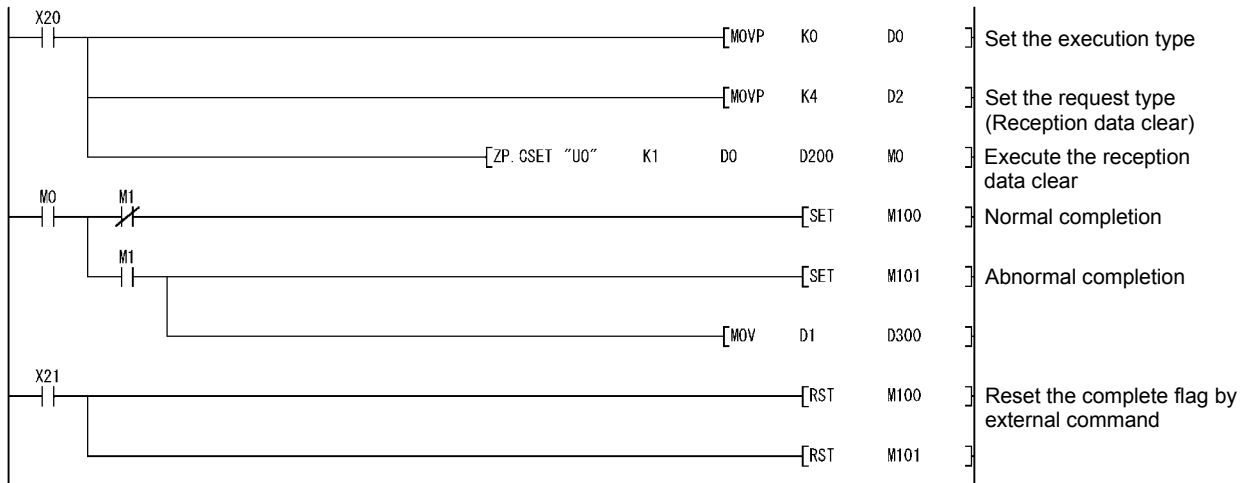 X20
[MOVP K0 D0 ] Set the execution type
[MOVP K4 D2 ] Set the request type
(Reception data clear)
[ZP.CSET "U0" K1 D0 D200 M0 ] Execute the reception
data clear
M0 M1
[SET M100 ] Normal completion
M1
[SET M101 ] Abnormal completion
[MOV D1 D300 ]
X21
[RST M100 ] Reset the complete flag by
external command
[RST M101 ]